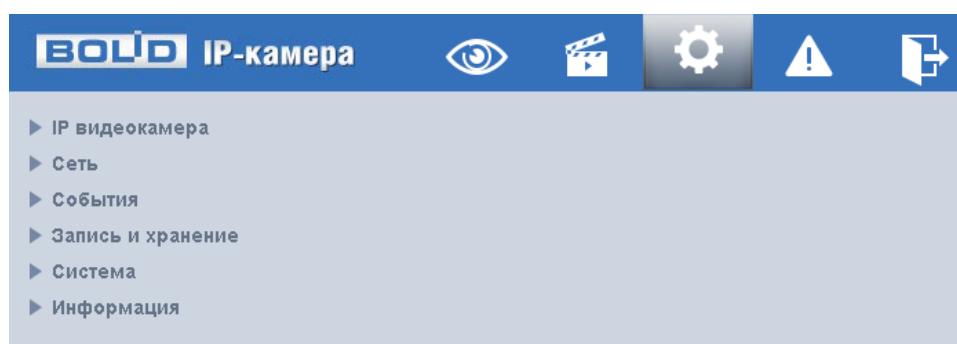 BOLID IP-камера
IP видеокамера
Сеть
События
Запись и хранение
Система
Информация